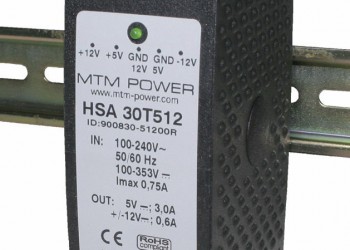 +12V +5V GND GND -12V
12V 5V
MTM POWER
www.mtm-power.com
HSA 30T512
ID:900830-51200R
IN: 100-240V~
50/60 Hz
100-353V⎓
Imax 0,75A
OUT: 5V⎓; 3,0A
+/-12V⎓; 0,6A
CE
RoHS
compliant